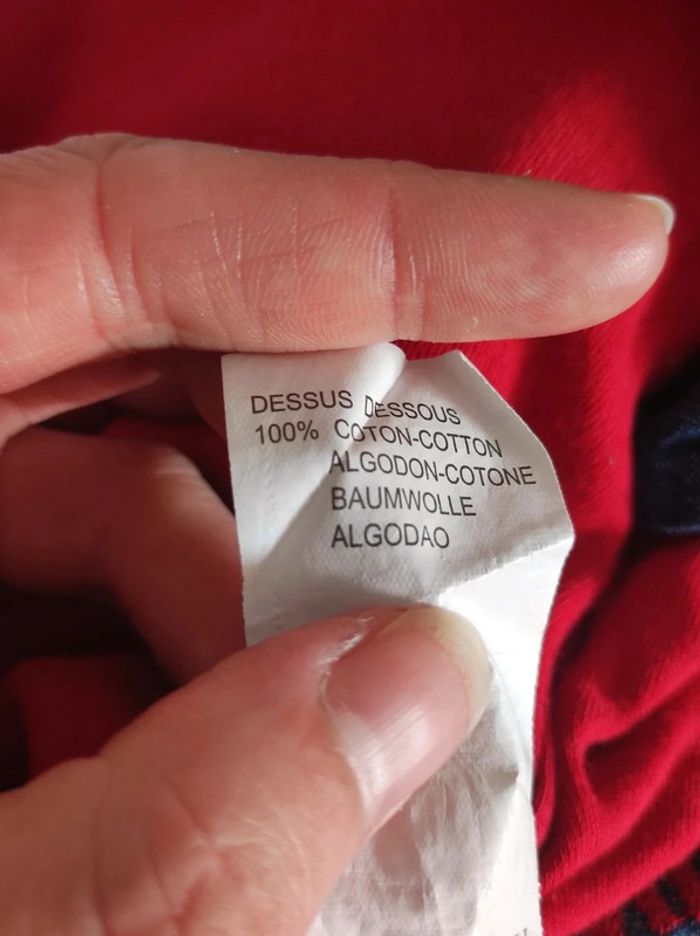 DESSUS DESSOUS
100% COTON-COTTON
ALGODON-COTONE
BAUMWOLLE
ALGODAO